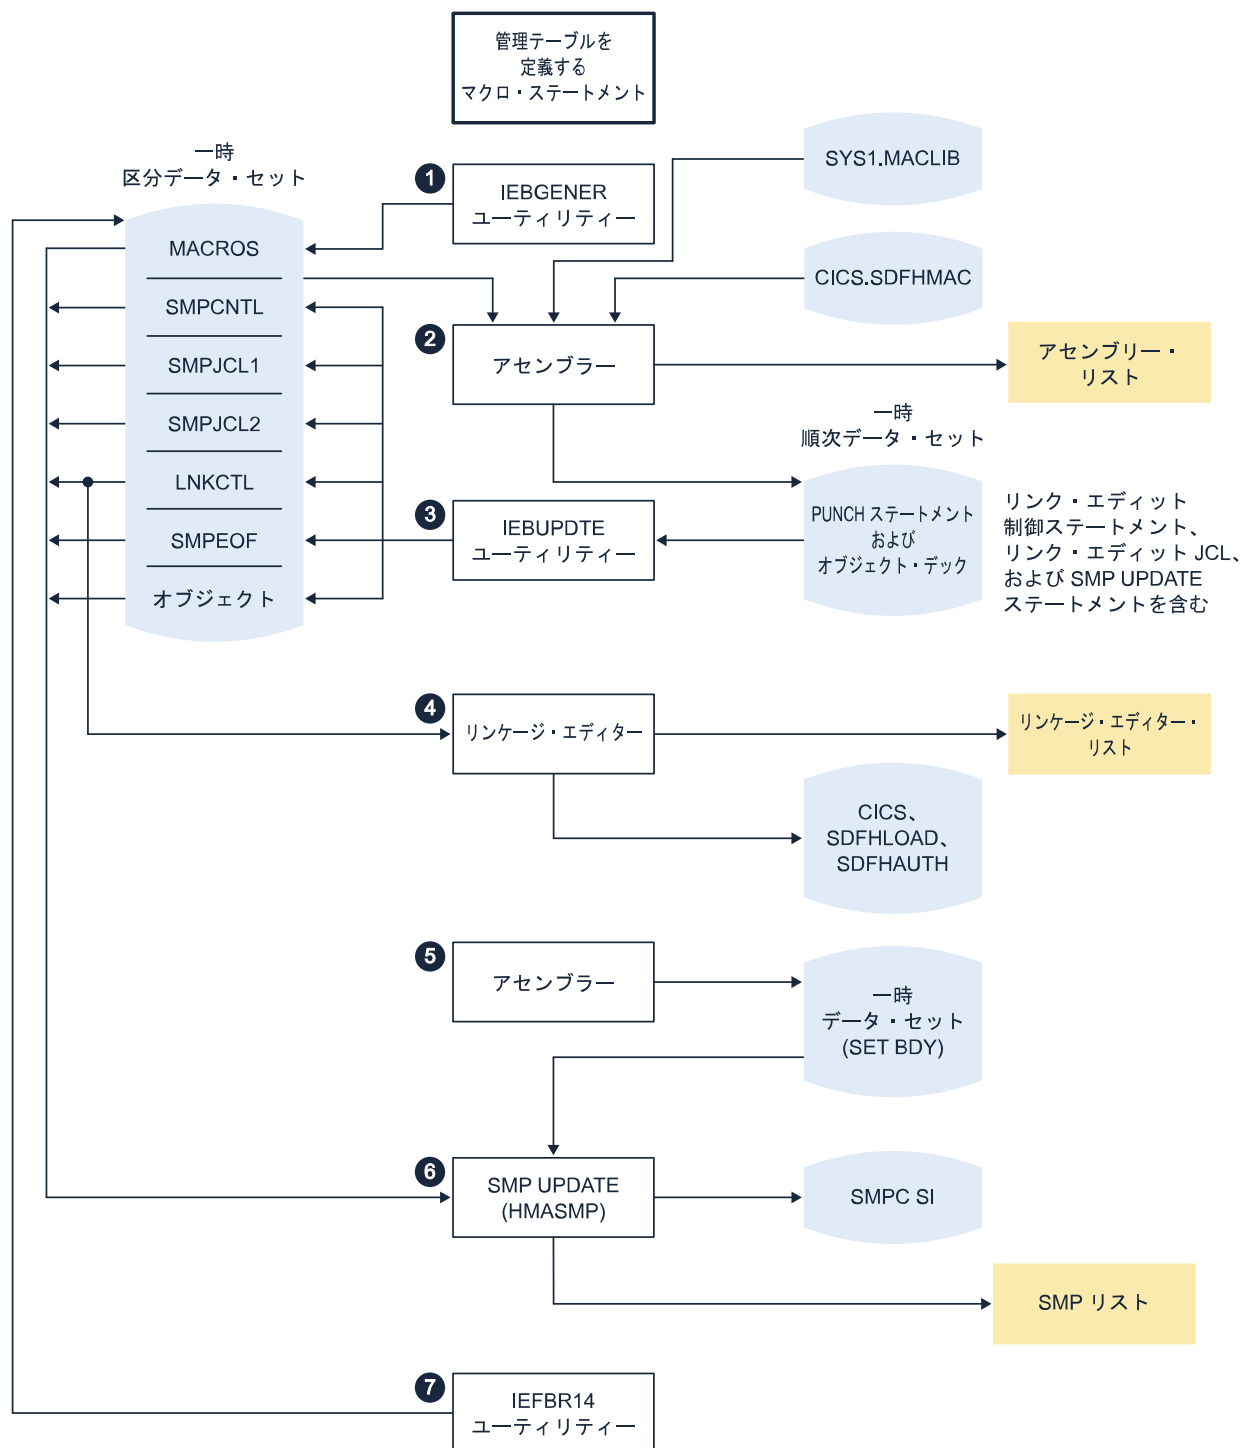 管理テーブルを
定義する
マクロ・ステートメント
一時
区分データ・セット
MACROS
SMPCNTL
SMPJCL1
SMPJCL2
LNKCTL
SMPEOF
オブジェクト
1
IEBGENER
ユーティリティー
SYS1.MACLIB
CICS.SDFHMAC
2
アセンブラー
アセンブリー・
リスト
一時
順次データ・セット
PUNCH ステートメント
および
オブジェクト・デック
リンク・エディット
制御ステートメント、
リンク・エディット JCL、
および SMP UPDATE
ステートメントを含む
3
IEBUPDTE
ユーティリティー
4
リンケージ・エディター
リンケージ・エディター・
リスト
CICS、
SDFHLOAD、
SDFHAUTH
5
アセンブラー
一時
データ・セット
(SET BDY)
6
SMP UPDATE
(HMASMP)
SMPC SI
SMP リスト
7
IEFBR14
ユーティリティー